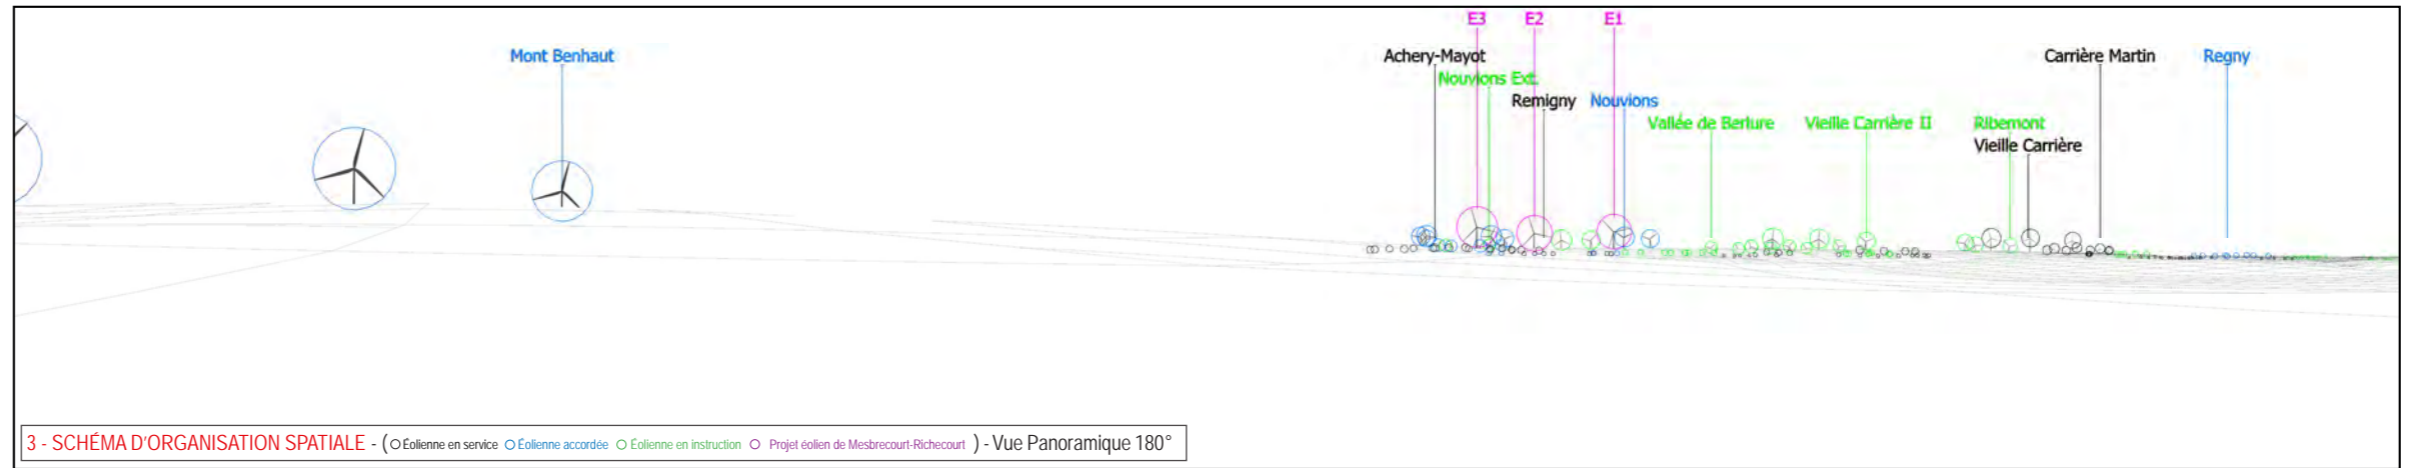 E3 E2 E1
Mont Benhaut Achery-Mayot Carrière Martin Regny
Nouvions Ext.
Remigny Nouvions
Vallée de Berlure Vieille Carrière II Ribemont
Vieille Carrière
3 - SCHÉMA D'ORGANISATION SPATIALE - ( Éolienne en service Éolienne accordée Éolienne en instruction Projet éolien de Mesbrecourt-Richecourt ) - Vue Panoramique 180°